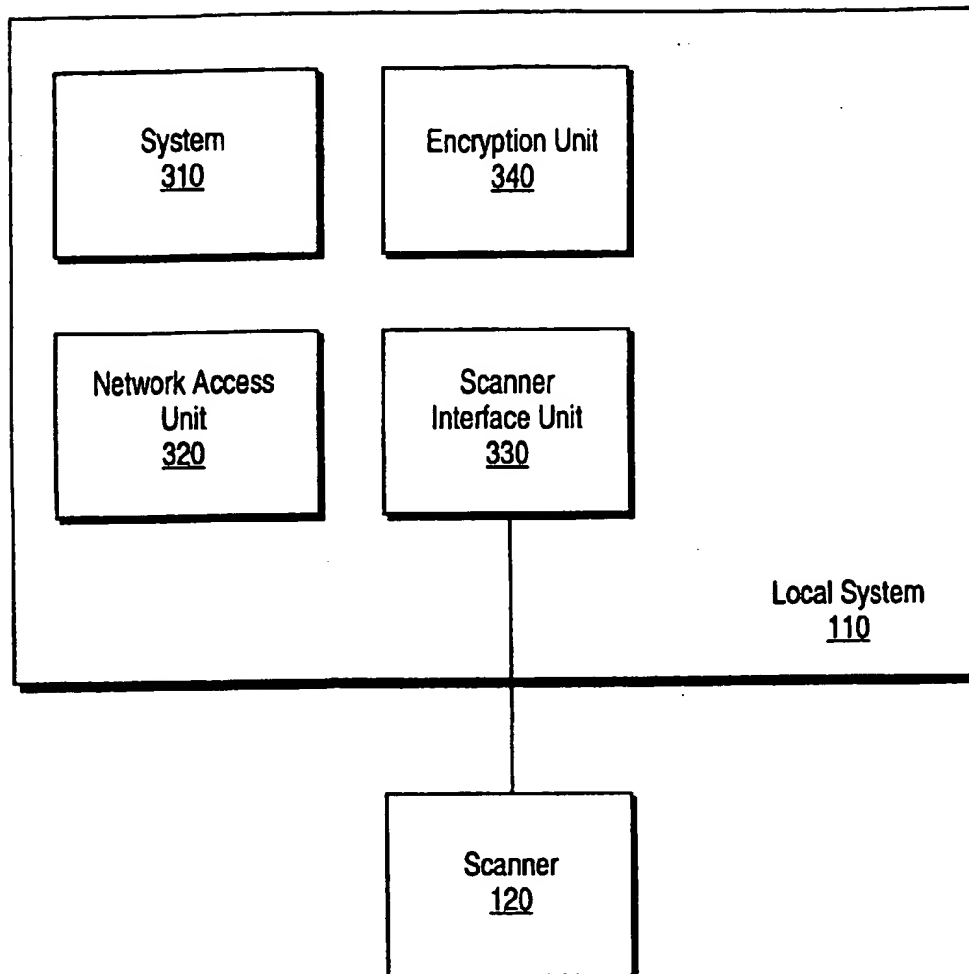 System
310
Encryption Unit
340
Network Access
Unit
320
Scanner
Interface Unit
330
Local System
110
Scanner
120